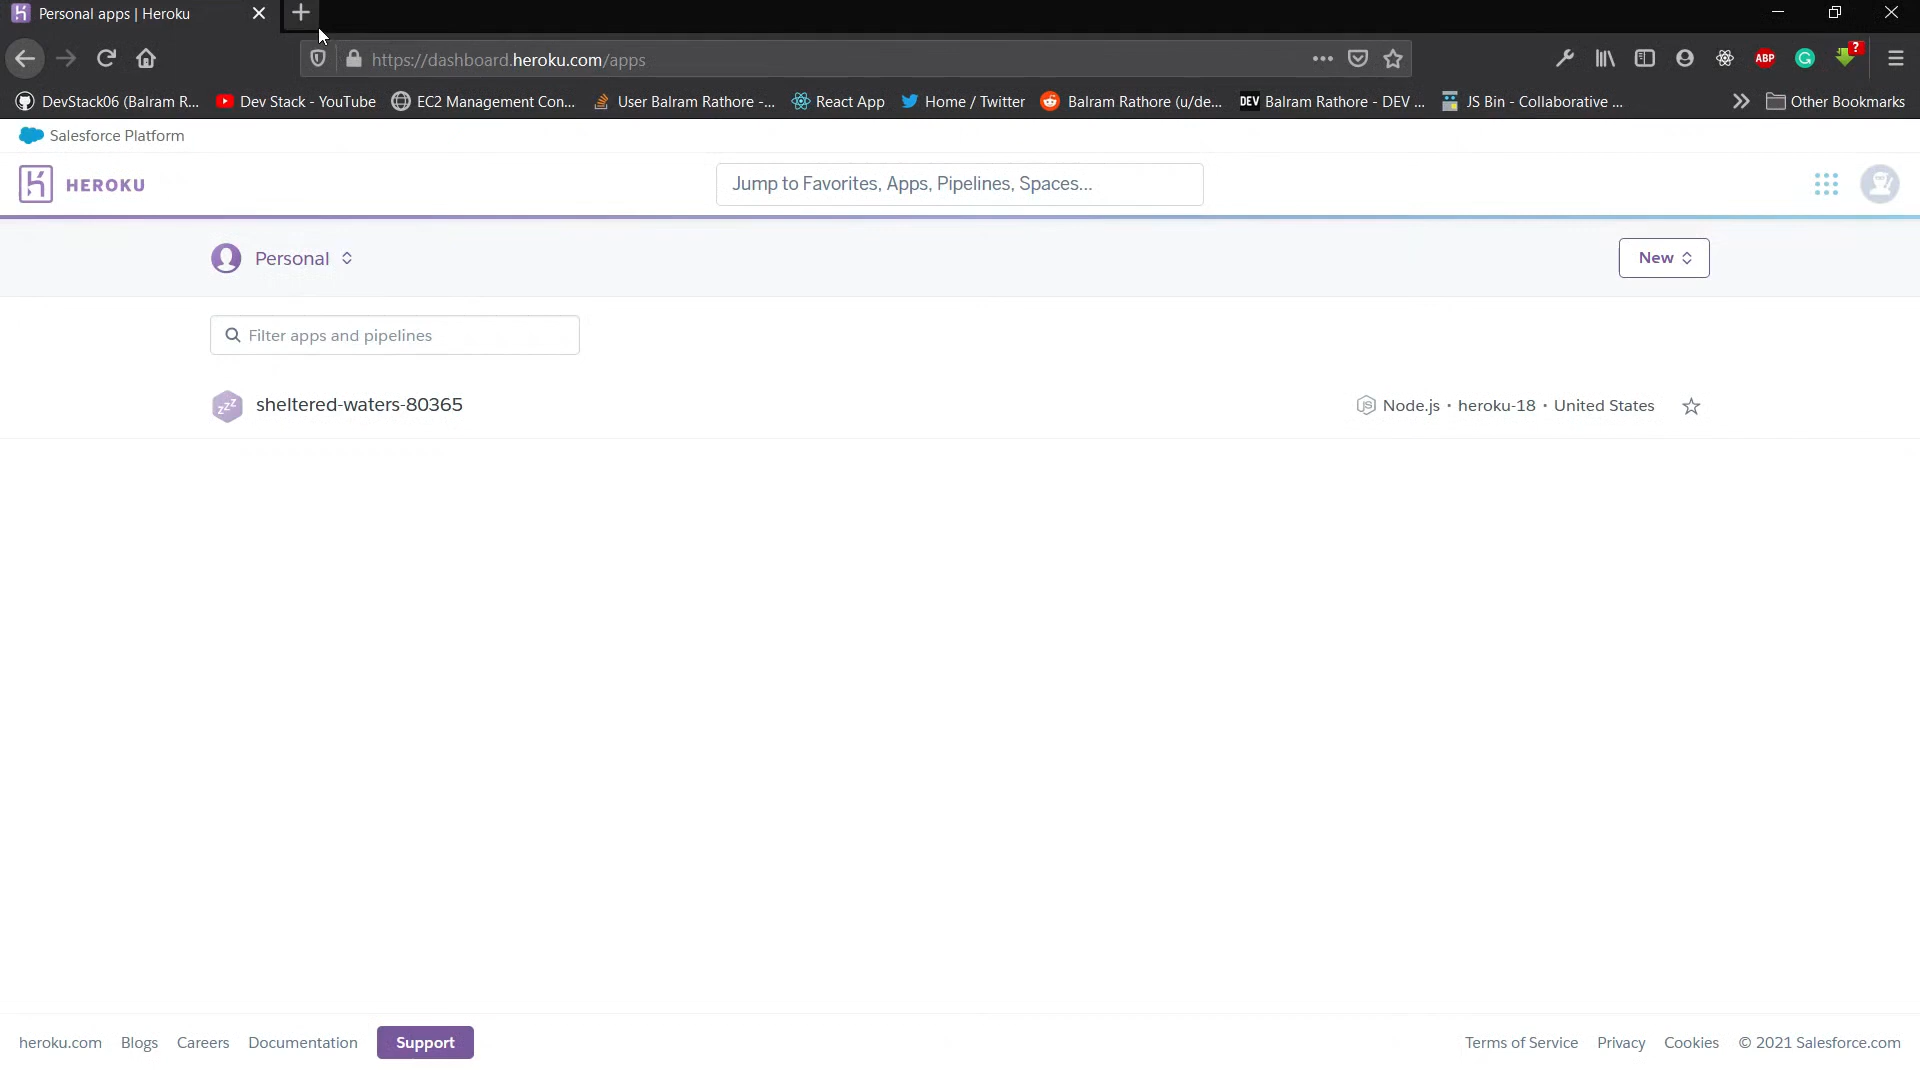 Personal apps | Heroku
https://dashboard.heroku.com/apps
ABP
?
DevStack06 (Balram R... Dev Stack - YouTube EC2 Management Con... User Balram Rathore -... React App Home / Twitter Balram Rathore (u/de... DEV Balram Rathore - DEV ... JS Bin - Collaborative ... Other Bookmarks
Salesforce Platform
HEROKU
Jump to Favorites, Apps, Pipelines, Spaces...
Personal
New
Filter apps and pipelines
zzz sheltered-waters-80365 JS Node.js • heroku-18 • United States
heroku.com Blogs Careers Documentation Support Terms of Service Privacy Cookies © 2021 Salesforce.com